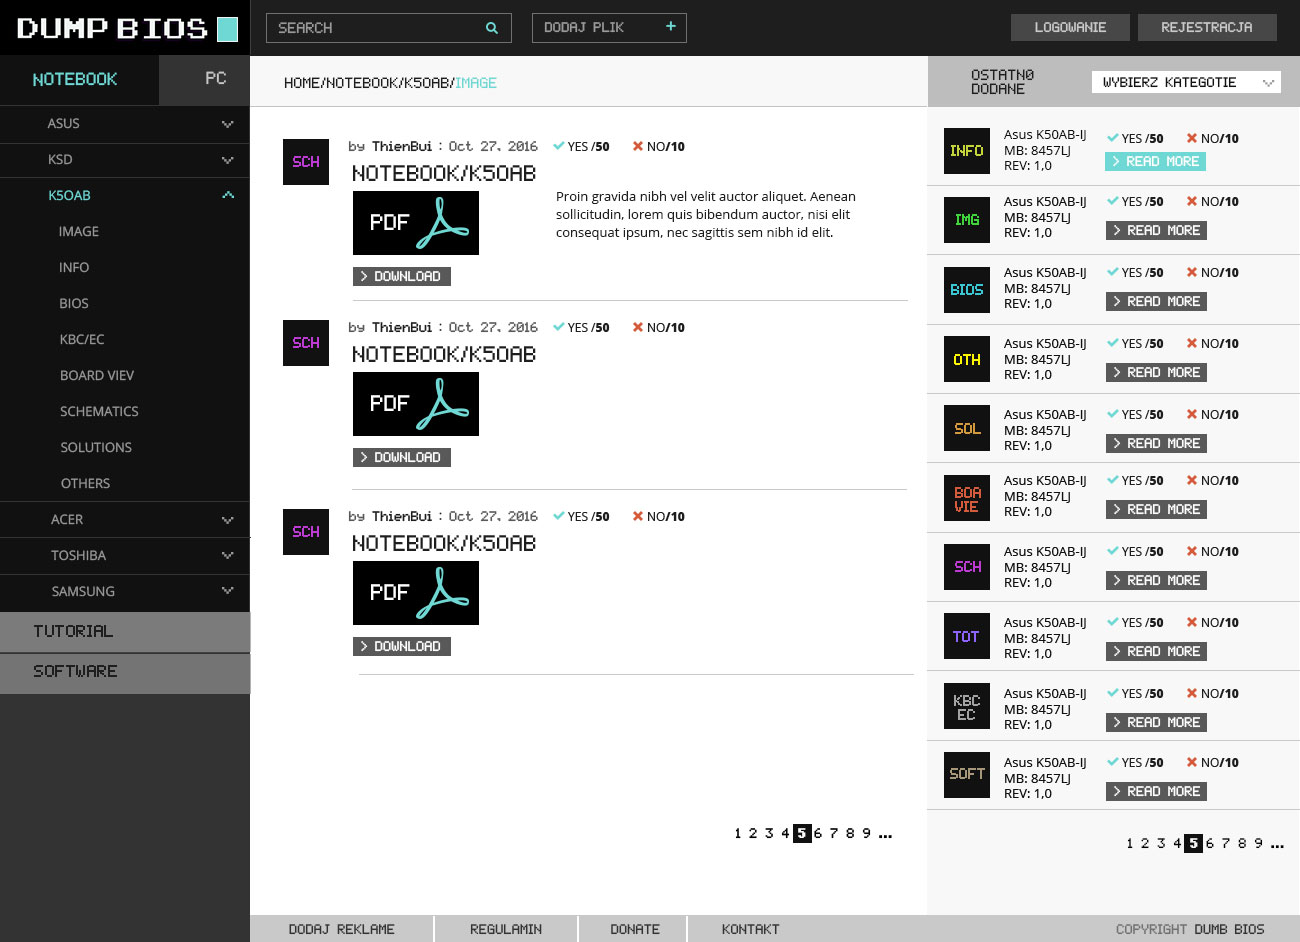 DUMP BIOS
SEARCH
DODAJ PLIK +
LOGOWANIE
REJESTRACJA
NOTEBOOK
PC
ASUS
KSD
K50AB
IMAGE
INFO
BIOS
KBC/EC
BOARD VIEV
SCHEMATICS
SOLUTIONS
OTHERS
ACER
TOSHIBA
SAMSUNG
TUTORIAL
SOFTWARE
HOME/NOTEBOOK/K50AB/IMAGE
SCH
by ThienBui : Oct 27, 2016
YES /50
NO/10
NOTEBOOK/K50AB
PDF
Proin gravida nibh vel velit auctor aliquet. Aenean
sollicitudin, lorem quis bibendum auctor, nisi elit
consequat ipsum, nec sagittis sem nibh id elit.
> DOWNLOAD
SCH
by ThienBui : Oct 27, 2016
YES /50
NO/10
NOTEBOOK/K50AB
PDF
> DOWNLOAD
SCH
by ThienBui : Oct 27, 2016
YES /50
NO/10
NOTEBOOK/K50AB
PDF
> DOWNLOAD
1 2 3 4 5 6 7 8 9 ...
OSTATNO
DODANE
WYBIERZ KATEGOTIE
INFO
Asus K50AB-IJ
MB: 8457LJ
REV: 1,0
YES /50
NO/10
> READ MORE
IMG
Asus K50AB-IJ
MB: 8457LJ
REV: 1,0
YES /50
NO/10
> READ MORE
BIOS
Asus K50AB-IJ
MB: 8457LJ
REV: 1,0
YES /50
NO/10
> READ MORE
OTH
Asus K50AB-IJ
MB: 8457LJ
REV: 1,0
YES /50
NO/10
> READ MORE
SOL
Asus K50AB-IJ
MB: 8457LJ
REV: 1,0
YES /50
NO/10
> READ MORE
BOA
VIE
Asus K50AB-IJ
MB: 8457LJ
REV: 1,0
YES /50
NO/10
> READ MORE
SCH
Asus K50AB-IJ
MB: 8457LJ
REV: 1,0
YES /50
NO/10
> READ MORE
TOT
Asus K50AB-IJ
MB: 8457LJ
REV: 1,0
YES /50
NO/10
> READ MORE
KBC
EC
Asus K50AB-IJ
MB: 8457LJ
REV: 1,0
YES /50
NO/10
> READ MORE
SOFT
Asus K50AB-IJ
MB: 8457LJ
REV: 1,0
YES /50
NO/10
> READ MORE
1 2 3 4 5 6 7 8 9 ...
DODAJ REKLAME
REGULAMIN
DONATE
KONTAKT
COPYRIGHT DUMB BIOS